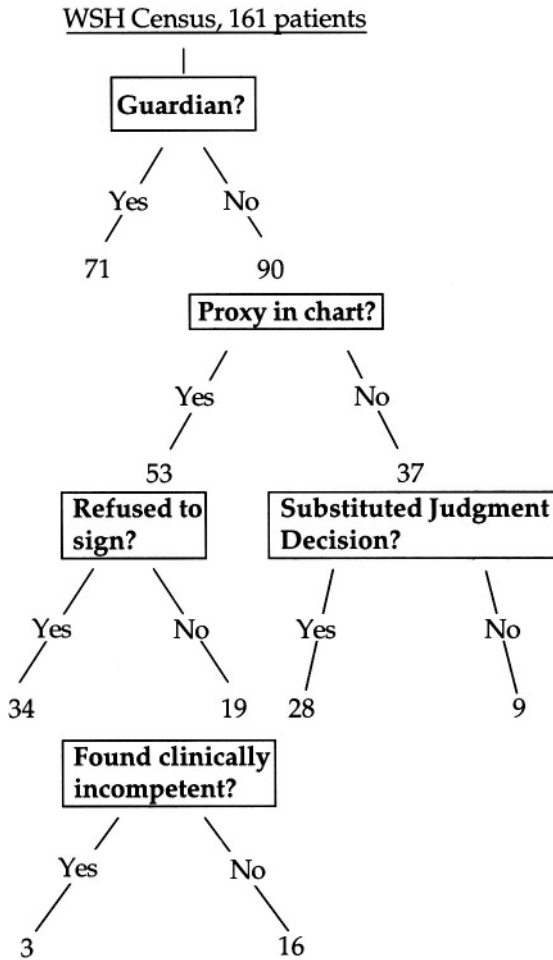 WSH Census, 161 patients
Guardian?
Yes No
71 90
Proxy in chart?
Yes No
53 37
Refused to
sign?
Substituted Judgment
Decision?
Yes No Yes No
34 19 28 9
Found clinically
incompetent?
Yes No
3 16